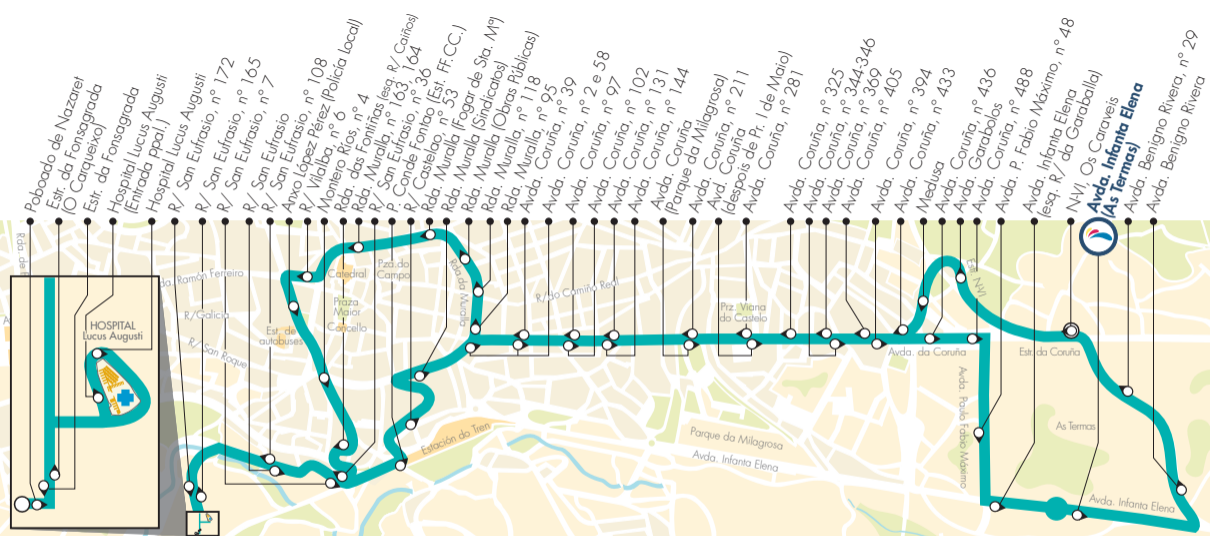 Poboado de Nazaret
Estr. da Fonsagrada
(O Carqueixo)
Estr. da Fonsagrada
Hospital Lucus Augusti
(Entrada ppal.)
Hospital Lucus Augusti
R/ San Eufrasio, nº 172
R/ San Eufrasio, nº 165
R/ San Eufrasio, nº 7
R/ San Eufrasio
R/ San Eufrasio, nº 108
Anxo López Pérez (Policía Local)
R/ Vilalba, nº 6
Montero Ríos, nº 4
Rda. das Fontiñas (esq. R/ Caiños)
Rda. Muralla, nº 163-164
R/ San Eufrasio, nº 36
P. Conde Fontao (Est. FF.CC.)
R/ Castelao, nº 53
Rda. Muralla (Fogar de Sta. Mª)
Rda. Muralla (Sindicatos)
Rda. Muralla (Obras Públicas)
Rda. Muralla, nº 118
Rda. Muralla, nº 95
Avda. Coruña, nº 39
Avda. Coruña, nº 2 e 58
Avda. Coruña, nº 97
Avda. Coruña, nº 102
Avda. Coruña, nº 131
Avda. Coruña, nº 144
Avda. Coruña
(Parque da Milagrosa)
Avda. Coruña, nº 211
Avd. Coruña
(despois de Pr. 1 de Maio)
Avda. Coruña, nº 281
Avda. Coruña, nº 325
Avda. Coruña, nº 344-346
Avda. Coruña, nº 369
Avda. Coruña, nº 405
Avda. Coruña, nº 394
Avda. Coruña, nº 433
Medusa
Avda. Coruña, nº 436
Avda. Garabolos
Avda. Coruña, nº 488
Avda. P. Fabio Máximo, nº 48
Avda. Infanta Elena
(esq. R/ da Garaballa)
N-VI, Os Caravéis
Avda. Infanta Elena
(As Termas)
Avda. Benigno Rivera, nº 29
Avda. Benigno Rivera
HOSPITAL
Lucus Augusti
Ramón Ferreiro
R/Galicia
R/ San Roque
Est. de
autobuses
Catedral
Praza
Maior
Concello
Pza. do
Campo
Rda da Muralla
R/ do Camiño Real
Prz. Viana
do Castelo
Estación do Tren
Parque da Milagrosa
Avda. Infanta Elena
Avda. da Coruña
Estr. N-VI
Estr. da Coruña
Avda. Paulo Fabio Máximo
As Termas
Avda. Infanta Elena